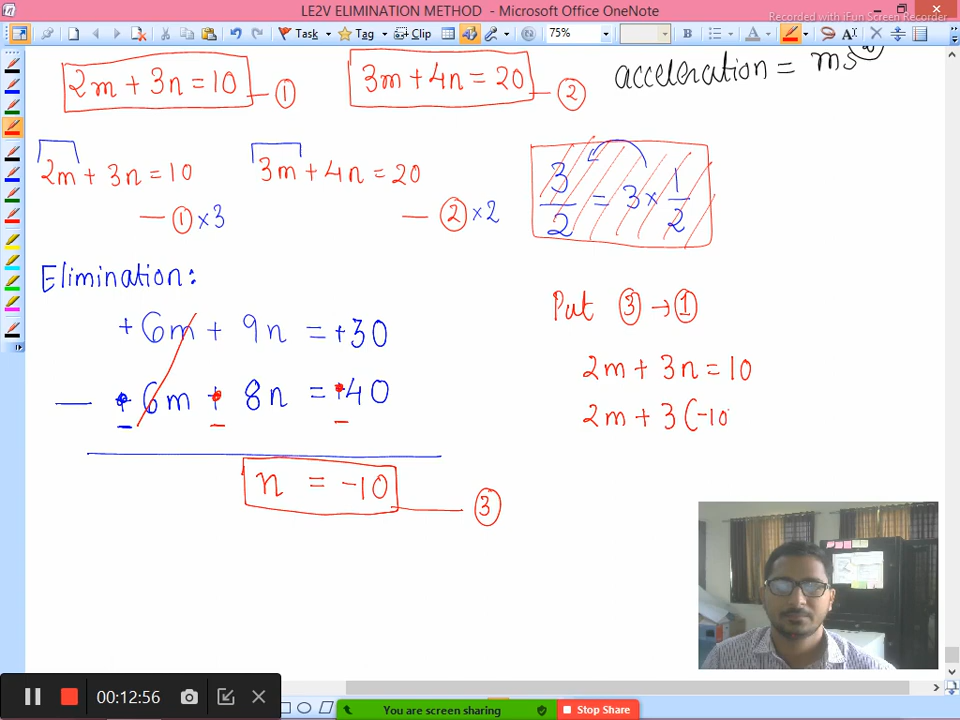 LE2V ELIMINATION METHOD - Microsoft Office OneNote
Recorded with iFun Screen Recorder
Task Tag Clip 75% B
2m + 3n = 10 — ① 3m + 4n = 20 — ② acceleration = ms
2m + 3n = 10 3m + 4n = 20
— ① ×3 — ② ×2
3/2 = 3 × 1/2
Elimination:
+6m + 9n = +30
— +6m + 8n = +40
– – –
n = -10 — ③
Put ③ → ①
2m + 3n = 10
2m + 3(-10
00:12:56
You are screen sharing Stop Share